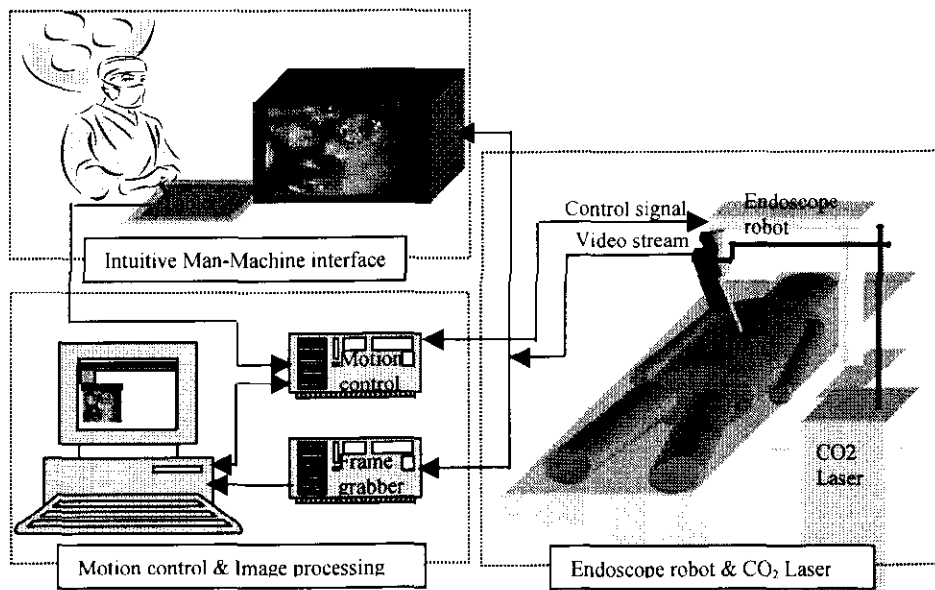 Intuitive Man-Machine interface
Control signal
Video stream
Endoscope
robot
Motion
control
Frame
grabber
CO2
Laser
Motion control & Image processing
Endoscope robot & CO₂ Laser